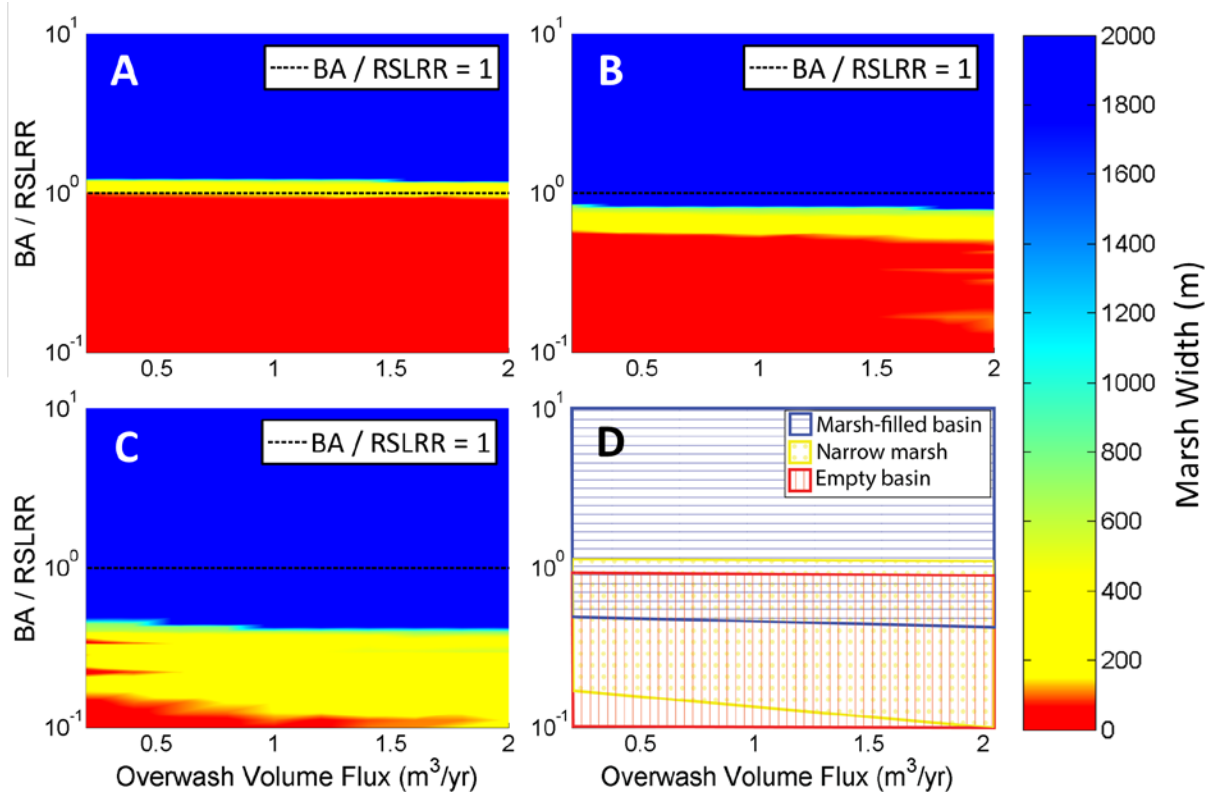 A
BA / RSLRR = 1
10^1
10^0
10^-1
BA / RSLRR
0.5
1
1.5
2
B
BA / RSLRR = 1
10^1
10^0
10^-1
0.5
1
1.5
2
C
BA / RSLRR = 1
10^1
10^0
10^-1
BA / RSLRR
0.5
1
1.5
2
Overwash Volume Flux (m^3/yr)
D
Marsh-filled basin
Narrow marsh
Empty basin
10^1
10^0
10^-1
0.5
1
1.5
2
Overwash Volume Flux (m^3/yr)
2000
1800
1600
1400
1200
1000
800
600
400
200
0
Marsh Width (m)